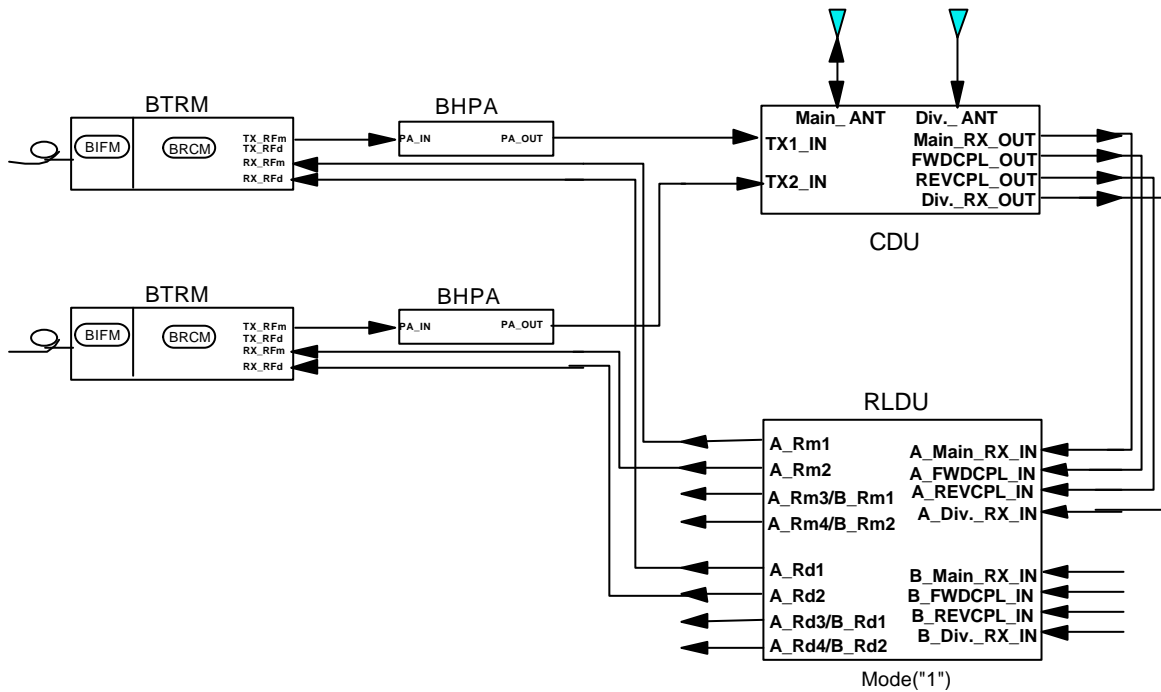 BTRM
BIFM
BRCM
TX_RFm
TX_RFd
RX_RFm
RX_RFd
BHPA
PA_IN
PA_OUT
Main_ ANT
Div._ ANT
TX1_IN
TX2_IN
Main_RX_OUT
FWDCPL_OUT
REVCPL_OUT
Div._RX_OUT
CDU
BTRM
BIFM
BRCM
TX_RFm
TX_RFd
RX_RFm
RX_RFd
BHPA
PA_IN
PA_OUT
RLDU
A_Rm1
A_Rm2
A_Rm3/B_Rm1
A_Rm4/B_Rm2
A_Rd1
A_Rd2
A_Rd3/B_Rd1
A_Rd4/B_Rd2
A_Main_RX_IN
A_FWDCPL_IN
A_REVCPL_IN
A_Div._RX_IN
B_Main_RX_IN
B_FWDCPL_IN
B_REVCPL_IN
B_Div._RX_IN
Mode("1")